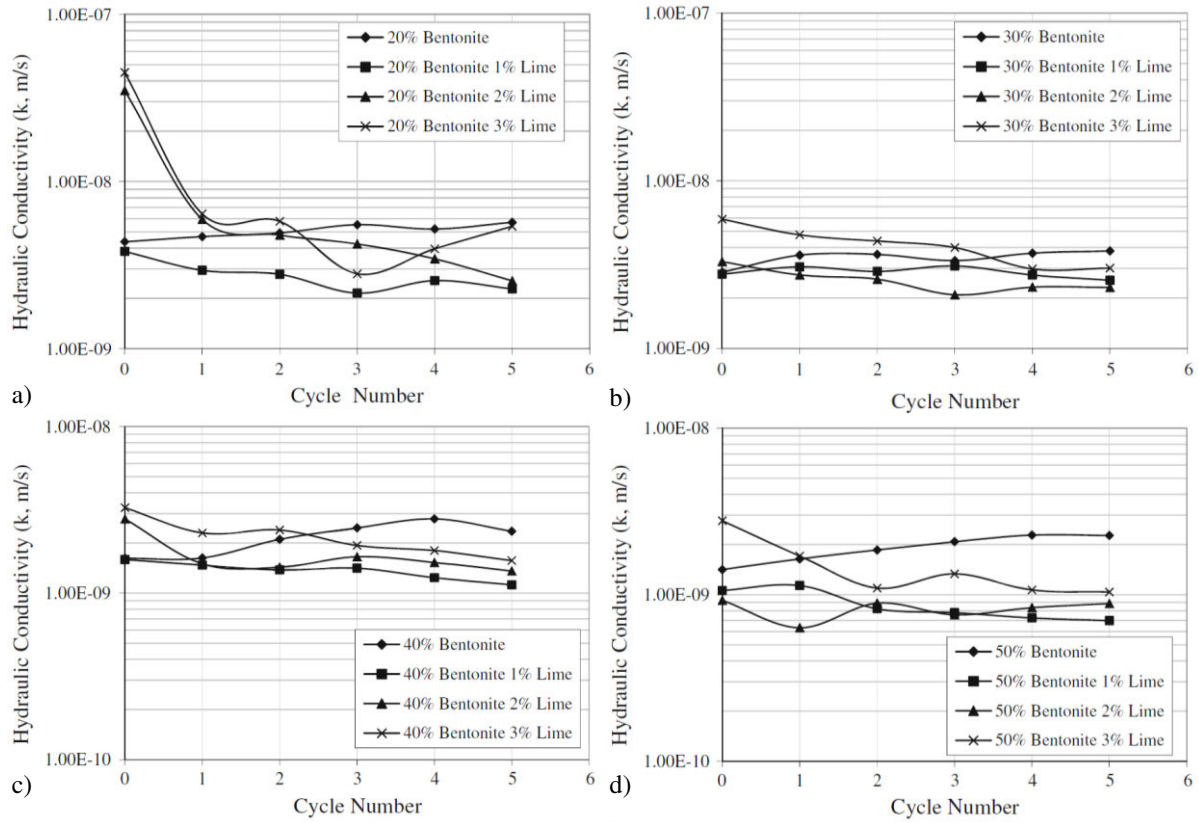 1.00E-07
1.00E-08
1.00E-09
Hydraulic Conductivity (k, m/s)
20% Bentonite
20% Bentonite 1% Lime
20% Bentonite 2% Lime
20% Bentonite 3% Lime
0 1 2 3 4 5 6
a)
Cycle Number
1.00E-07
1.00E-08
1.00E-09
Hydraulic Conductivity (k, m/s)
30% Bentonite
30% Bentonite 1% Lime
30% Bentonite 2% Lime
30% Bentonite 3% Lime
0 1 2 3 4 5 6
b)
Cycle Number
1.00E-08
1.00E-09
1.00E-10
Hydraulic Conductivity (k, m/s)
40% Bentonite
40% Bentonite 1% Lime
40% Bentonite 2% Lime
40% Bentonite 3% Lime
0 1 2 3 4 5 6
c)
Cycle Number
1.00E-08
1.00E-09
1.00E-10
Hydraulic Conductivity (k, m/s)
50% Bentonite
50% Bentonite 1% Lime
50% Bentonite 2% Lime
50% Bentonite 3% Lime
0 1 2 3 4 5 6
d)
Cycle Number